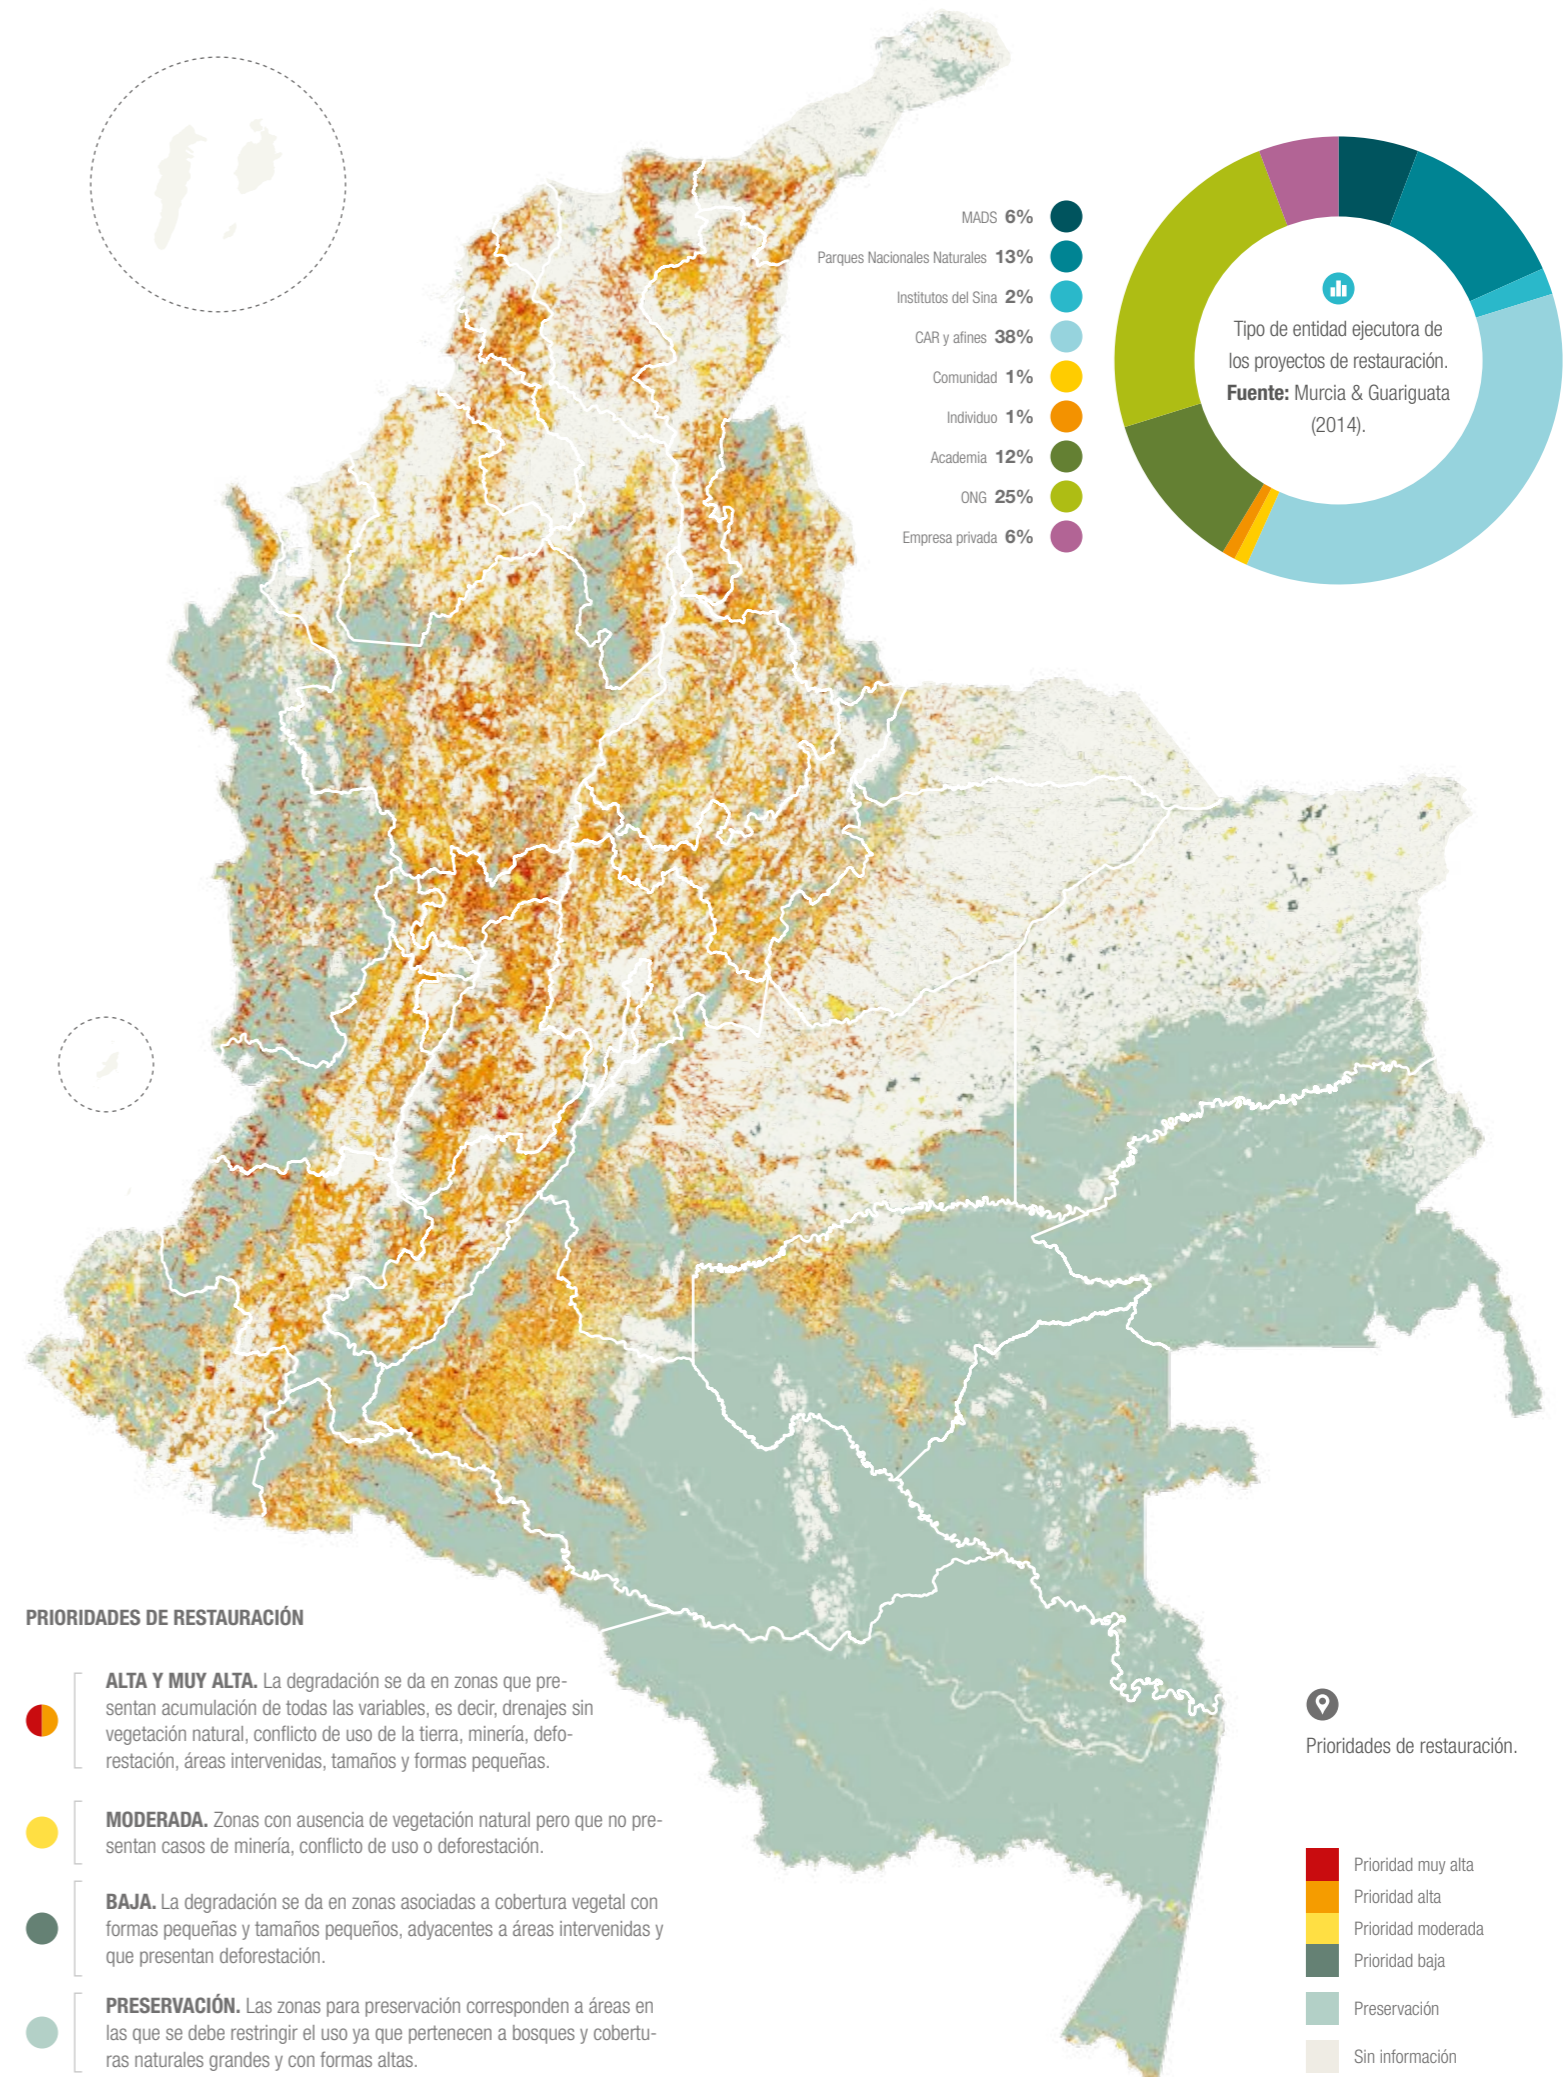 MADS 6%
Parques Nacionales Naturales 13%
Institutos del Sina 2%
CAR y afines 38%
Comunidad 1%
Individuo 1%
Academia 12%
ONG 25%
Empresa privada 6%
Tipo de entidad ejecutora de
los proyectos de restauración.
Fuente: Murcia & Guariguata
(2014).
PRIORIDADES DE RESTAURACIÓN
ALTA Y MUY ALTA. La degradación se da en zonas que pre-
sentan acumulación de todas las variables, es decir, drenajes sin
vegetación natural, conflicto de uso de la tierra, minería, defo-
restación, áreas intervenidas, tamaños y formas pequeñas.
MODERADA. Zonas con ausencia de vegetación natural pero que no pre-
sentan casos de minería, conflicto de uso o deforestación.
BAJA. La degradación se da en zonas asociadas a cobertura vegetal con
formas pequeñas y tamaños pequeños, adyacentes a áreas intervenidas y
que presentan deforestación.
PRESERVACIÓN. Las zonas para preservación corresponden a áreas en
las que se debe restringir el uso ya que pertenecen a bosques y cobertu-
ras naturales grandes y con formas altas.
Prioridades de restauración.
Prioridad muy alta
Prioridad alta
Prioridad moderada
Prioridad baja
Preservación
Sin información